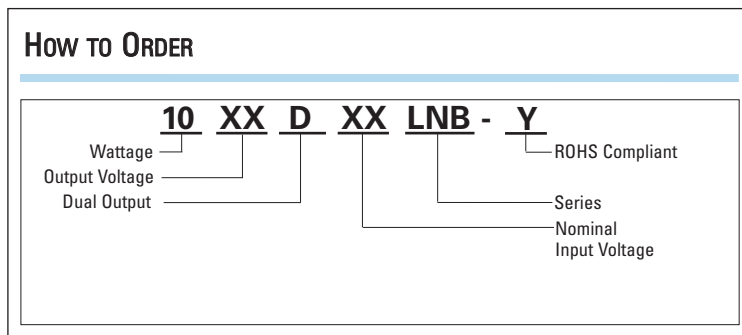 HOW TO ORDER
10 XX D XX LNB - Y
Wattage
ROHS Compliant
Output Voltage
Dual Output
Series
Nominal
Input Voltage